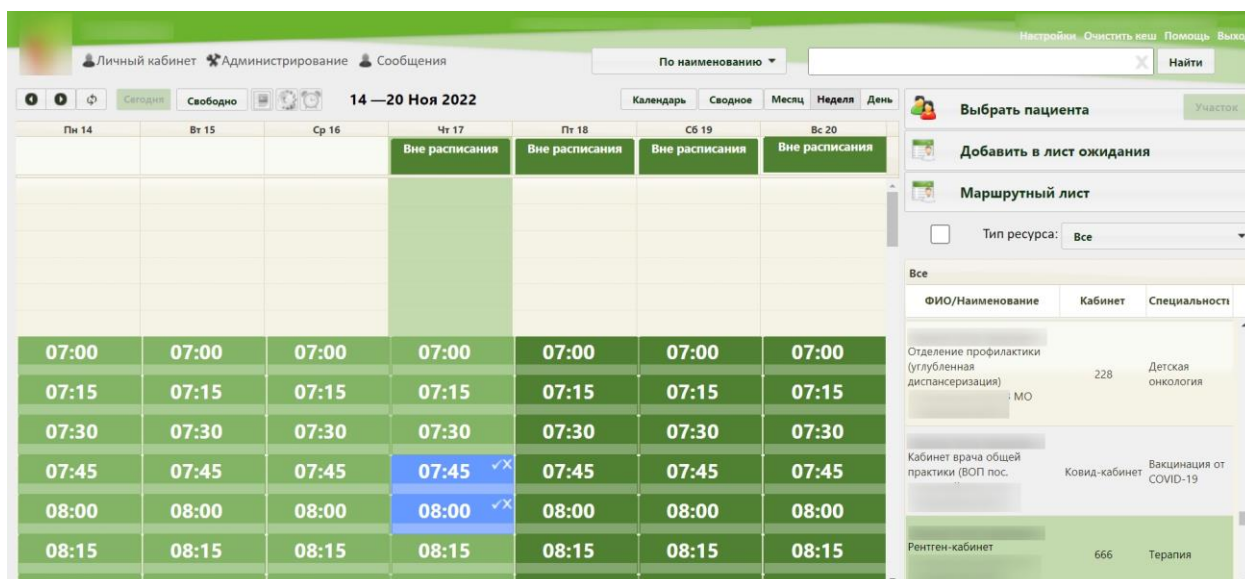 Настройки Очистить кеш Помощь Выхо
Личный кабинет Администрирование Сообщения
По наименованию
X
Найти
Сегодня Свободно 14 —20 Ноя 2022 Календарь Сводное Месяц Неделя День
Пн 14 Вт 15 Ср 16 Чт 17 Пт 18 Сб 19 Вс 20
Вне расписания Вне расписания Вне расписания Вне расписания
07:00 07:00 07:00 07:00 07:00 07:00 07:00
07:15 07:15 07:15 07:15 07:15 07:15 07:15
07:30 07:30 07:30 07:30 07:30 07:30 07:30
07:45 07:45 07:45 07:45 ✓X 07:45 07:45 07:45
08:00 08:00 08:00 08:00 ✓X 08:00 08:00 08:00
08:15 08:15 08:15 08:15 08:15 08:15 08:15
Выбрать пациента Участок
Добавить в лист ожидания
Маршрутный лист
Тип ресурса: Все
Все
ФИО/Наименование Кабинет Специальност
Отделение профилактики
(углубленная
диспансеризация)
МО
228
Детская
онкология
Кабинет врача общей
практики (ВОП пос.
Ковид-кабинет
Вакцинация от
COVID-19
Рентген-кабинет
666
Терапия